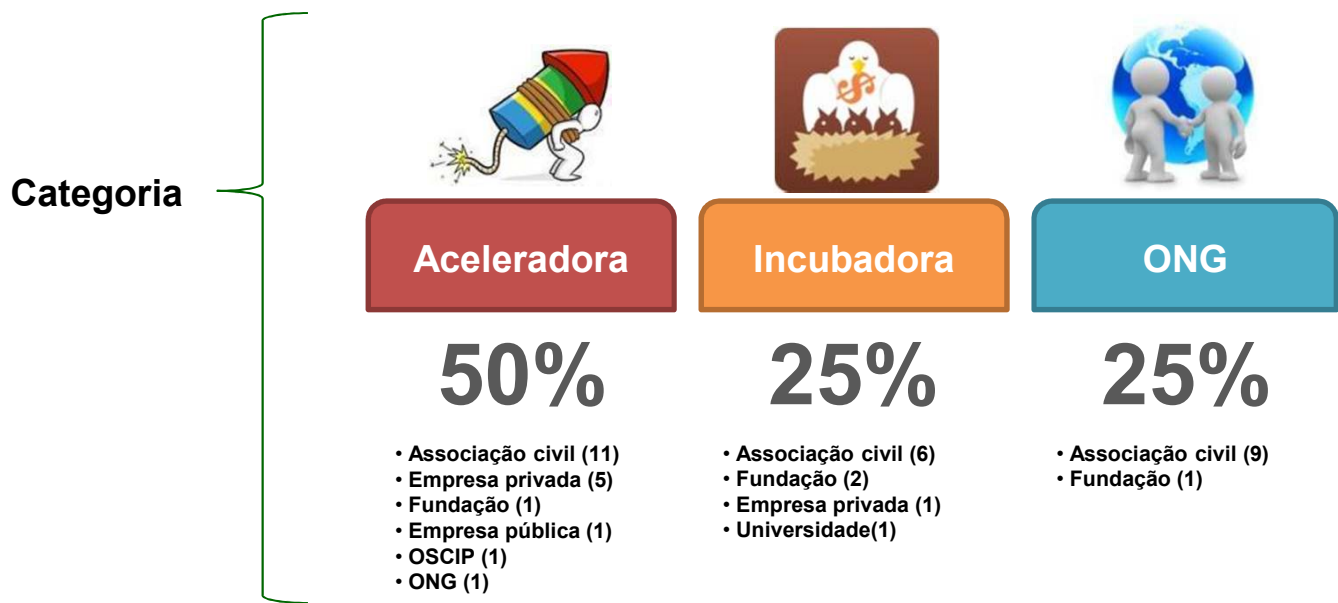 Categoria
Aceleradora
Incubadora
ONG
50%
25%
25%
• Associação civil (11)
• Empresa privada (5)
• Fundação (1)
• Empresa pública (1)
• OSCIP (1)
• ONG (1)
• Associação civil (6)
• Fundação (2)
• Empresa privada (1)
• Universidade(1)
• Associação civil (9)
• Fundação (1)